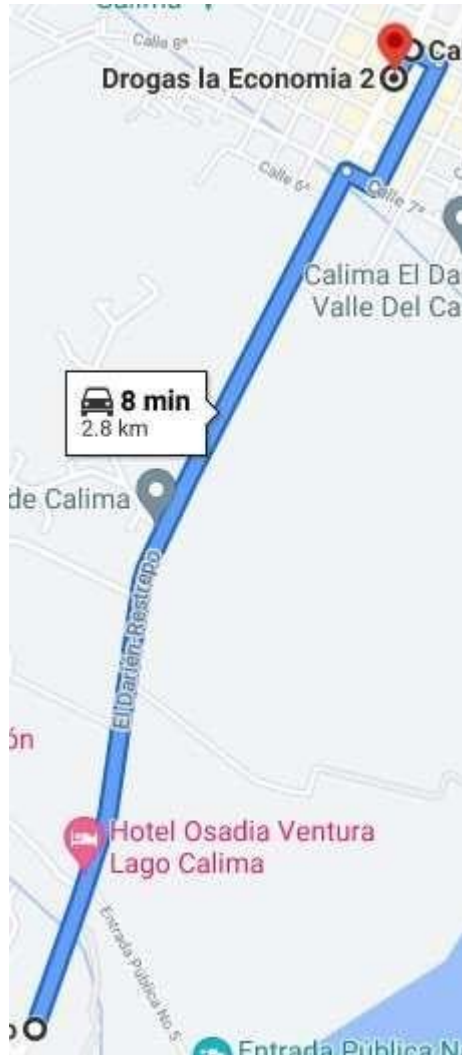 Calima
Calle 8ª
Ca
Drogas la Economia 2
Calle 6ª
Calle 7ª
Calima El Da
Valle Del Ca
8 min
2.8 km
de Calima
El Darién-Restrepo
ón
Hotel Osadia Ventura
Lago Calima
Entrada Pública No 5
o
Entrada Pública N